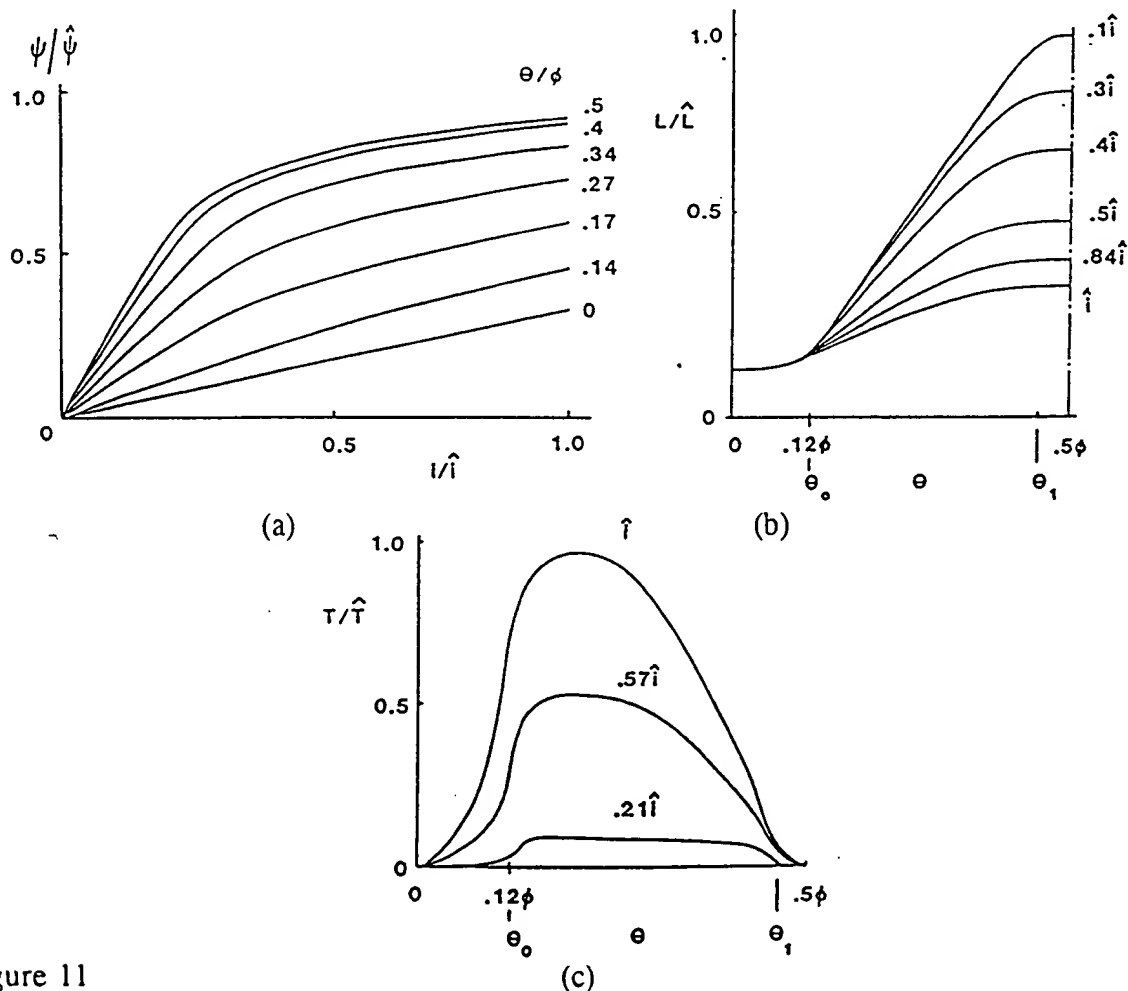 ψ/ψ̂
1.0
0.5
0
θ/φ
.5
.4
.34
.27
.17
.14
0
0.5
1.0
i/î
(a)
1.0
L/L̂
0.5
0
.1î
.3î
.4î
.5î
.84î
î
0
.12φ
.5φ
θ₀
θ
θ₁
(b)
î
1.0
T/T̂
0.5
0
.57î
.21î
0
.12φ
.5φ
θ₀
θ
θ₁
gure 11
(c)